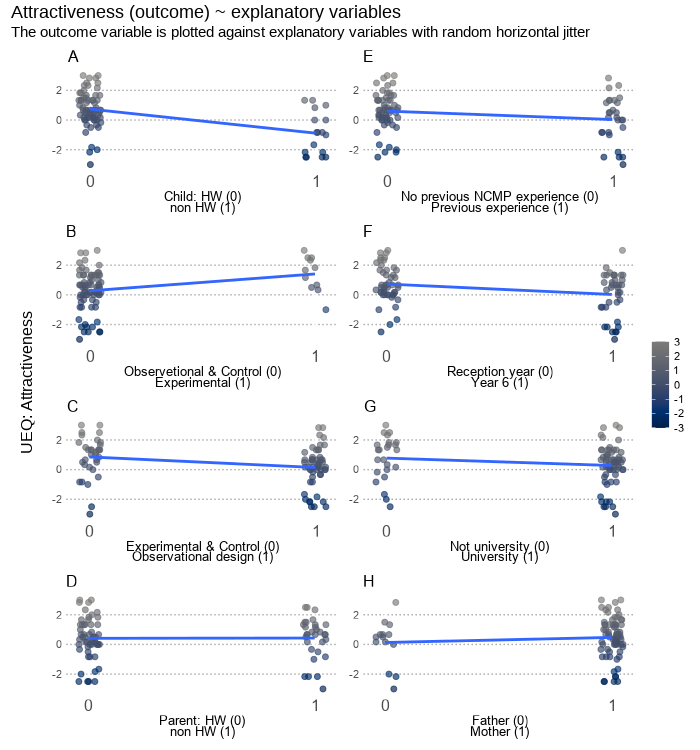 Attractiveness (outcome) ~ explanatory variables
The outcome variable is plotted against explanatory variables with random horizontal jitter
UEQ: Attractiveness
A
2
0
-2
0 1
Child: HW (0)
non HW (1)
E
2
0
-2
0 1
No previous NCMP experience (0)
Previous experience (1)
B
2
0
-2
0 1
Observetional & Control (0)
Experimental (1)
F
2
0
-2
0 1
Reception year (0)
Year 6 (1)
C
2
0
-2
0 1
Experimental & Control (0)
Observational design (1)
G
2
0
-2
0 1
Not university (0)
University (1)
D
2
0
-2
0 1
Parent: HW (0)
non HW (1)
H
2
0
-2
0 1
Father (0)
Mother (1)
3
2
1
0
-1
-2
-3